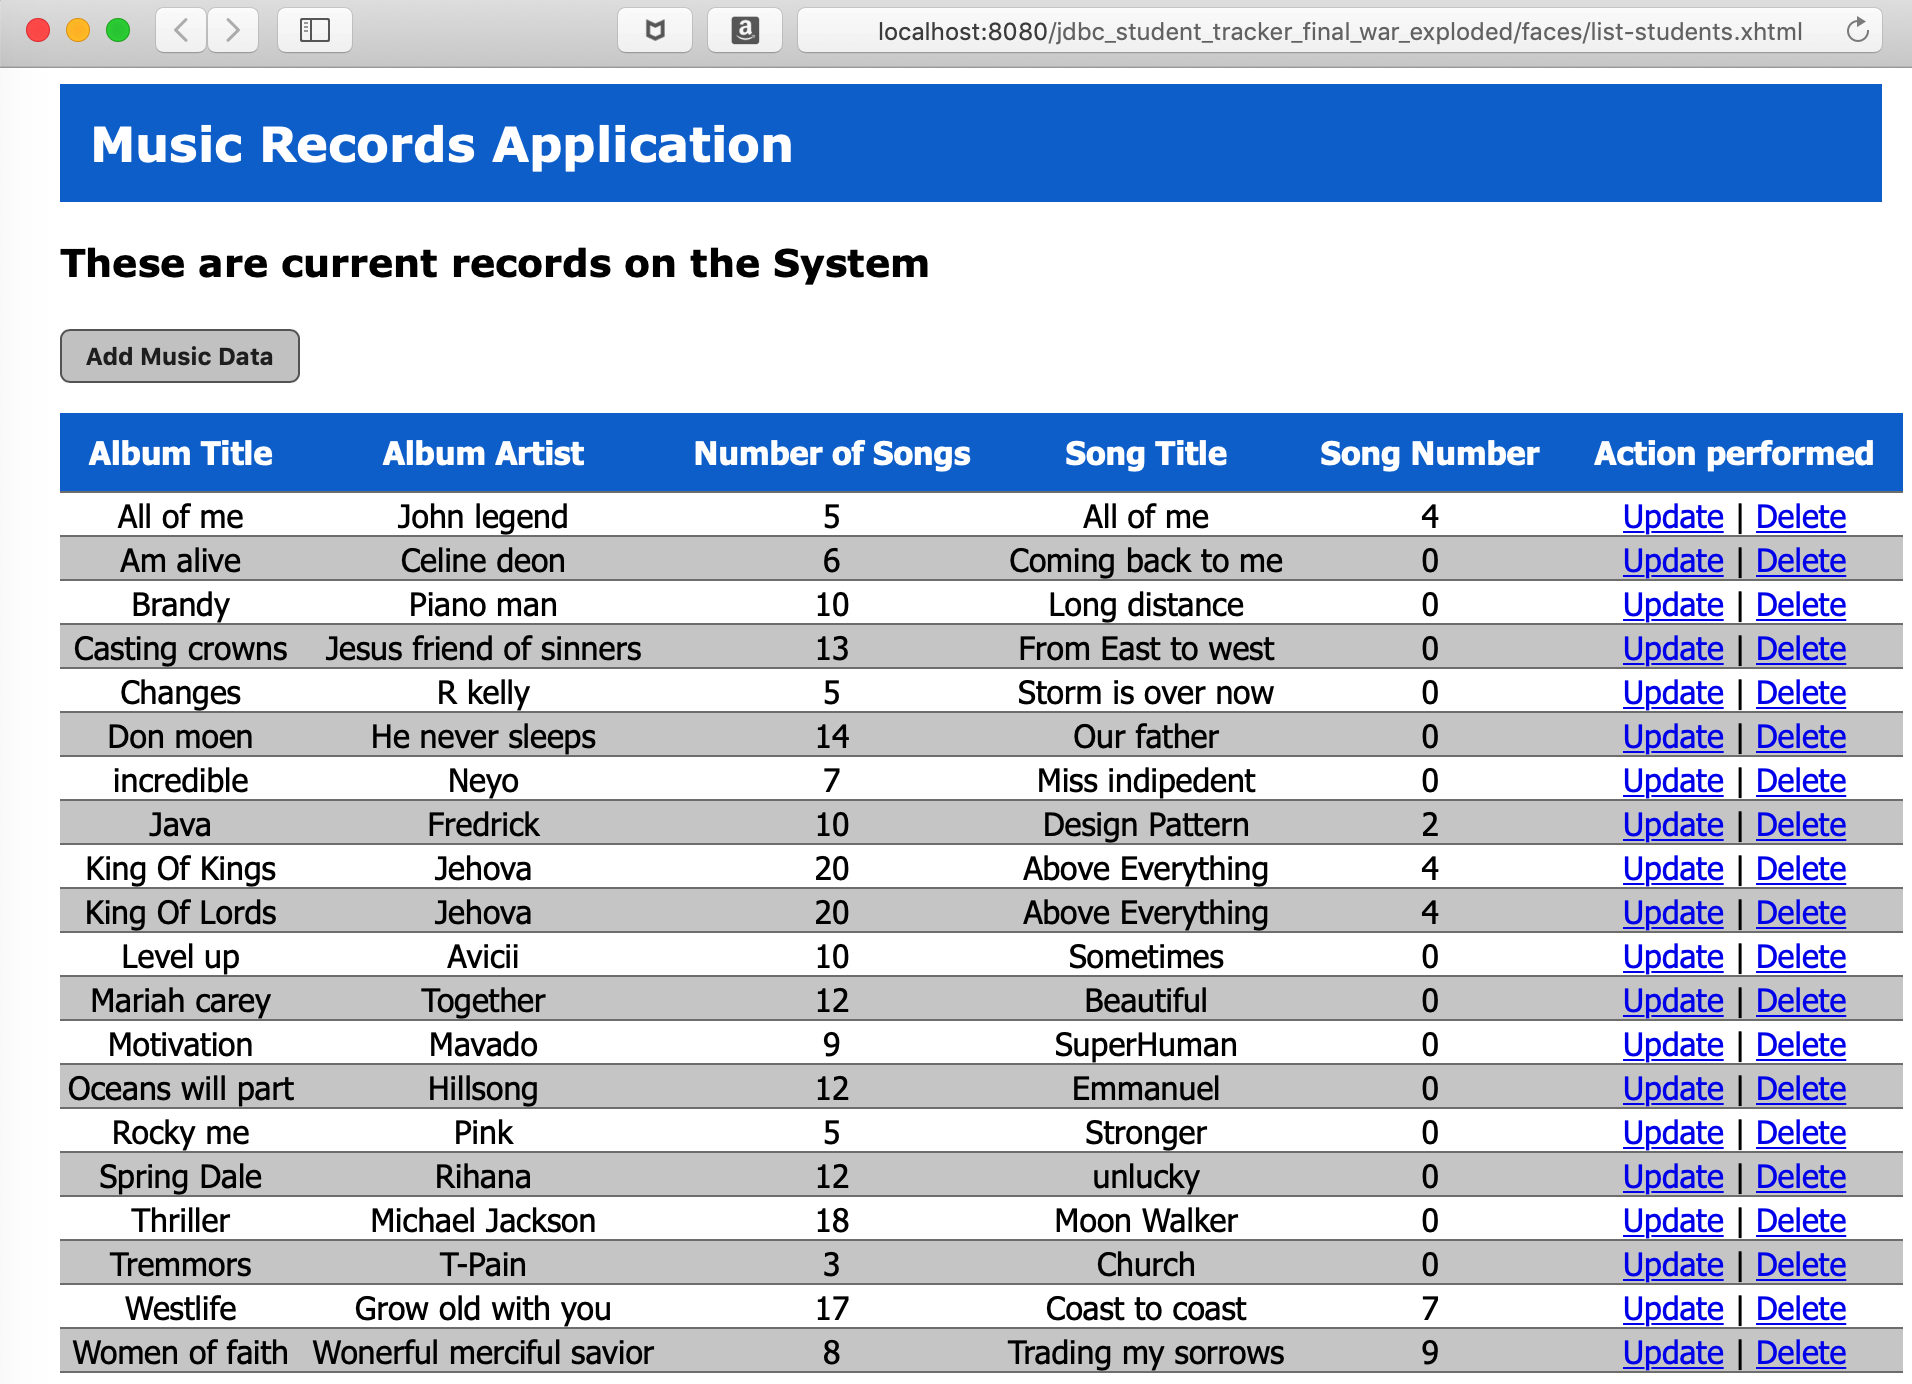 localhost:8080/jdbc_student_tracker_final_war_exploded/faces/list-students.xhtml
Music Records Application
These are current records on the System
Add Music Data
Album Title Album Artist Number of Songs Song Title Song Number Action performed
All of me John legend 5 All of me 4 Update | Delete
Am alive Celine deon 6 Coming back to me 0 Update | Delete
Brandy Piano man 10 Long distance 0 Update | Delete
Casting crowns Jesus friend of sinners 13 From East to west 0 Update | Delete
Changes R kelly 5 Storm is over now 0 Update | Delete
Don moen He never sleeps 14 Our father 0 Update | Delete
incredible Neyo 7 Miss indipedent 0 Update | Delete
Java Fredrick 10 Design Pattern 2 Update | Delete
King Of Kings Jehova 20 Above Everything 4 Update | Delete
King Of Lords Jehova 20 Above Everything 4 Update | Delete
Level up Avicii 10 Sometimes 0 Update | Delete
Mariah carey Together 12 Beautiful 0 Update | Delete
Motivation Mavado 9 SuperHuman 0 Update | Delete
Oceans will part Hillsong 12 Emmanuel 0 Update | Delete
Rocky me Pink 5 Stronger 0 Update | Delete
Spring Dale Rihana 12 unlucky 0 Update | Delete
Thriller Michael Jackson 18 Moon Walker 0 Update | Delete
Tremmors T-Pain 3 Church 0 Update | Delete
Westlife Grow old with you 17 Coast to coast 7 Update | Delete
Women of faith Wonerful merciful savior 8 Trading my sorrows 9 Update | Delete